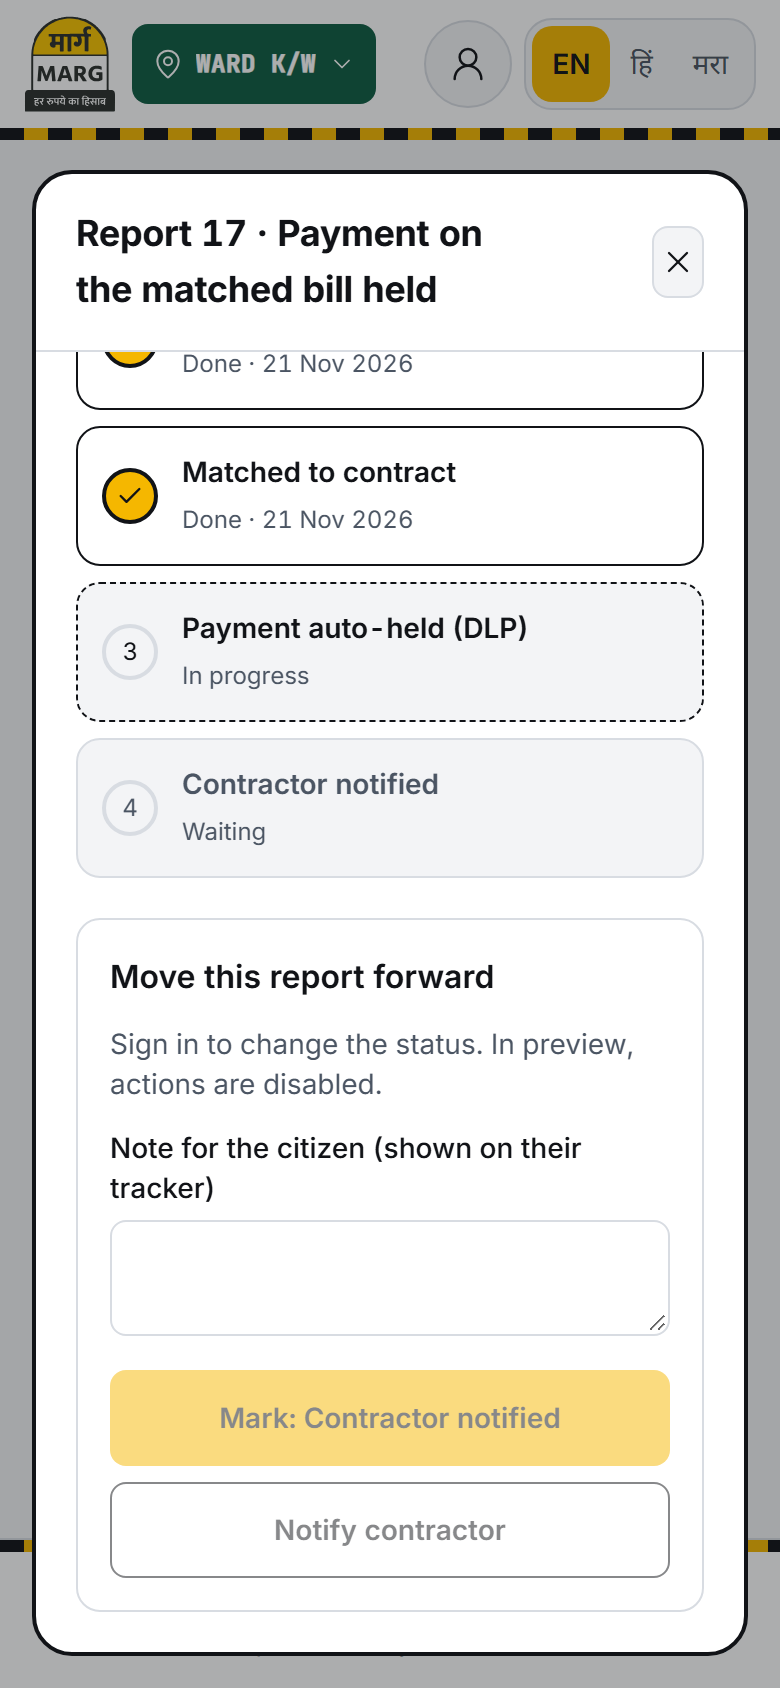 मार्ग
MARG
हर रुपये का हिसाब
WARD K/W
EN
हिं
मरा
Report 17 · Payment on
the matched bill held
Done · 21 Nov 2026
Matched to contract
Done · 21 Nov 2026
3
Payment auto-held (DLP)
In progress
4
Contractor notified
Waiting
Move this report forward
Sign in to change the status. In preview,
actions are disabled.
Note for the citizen (shown on their
tracker)
Mark: Contractor notified
Notify contractor